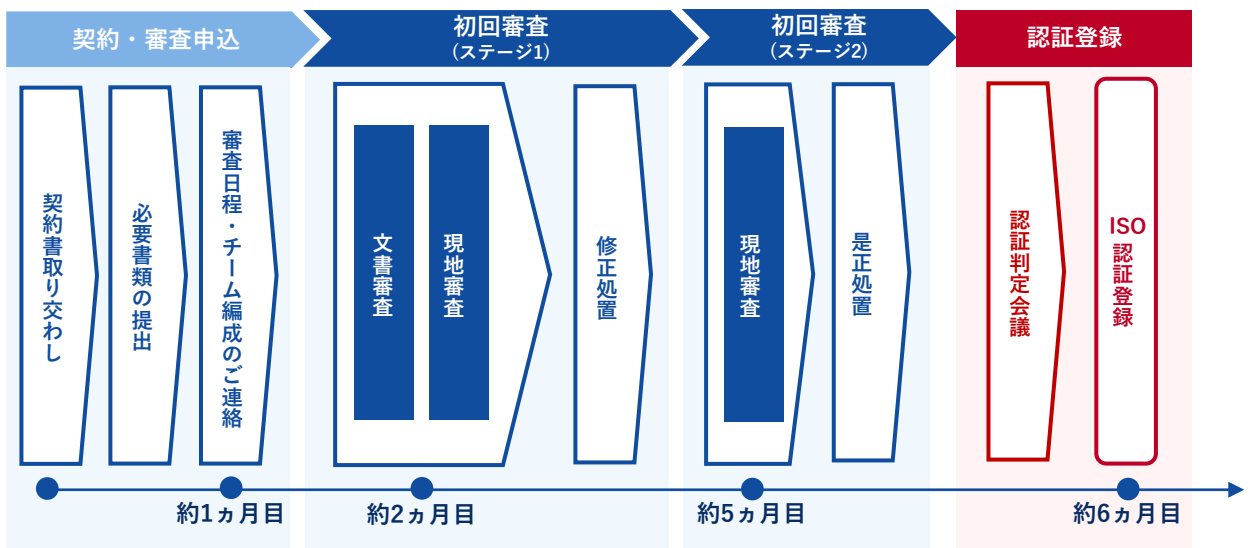 契約・審査申込
初回審査
(ステージ1)
初回審査
(ステージ2)
認証登録
契約書取り交わし
必要書類の提出
審査日程・チーム編成のご連絡
文書審査
現地審査
修正処置
現地審査
是正処置
認証判定会議
ISO
認証登録
約1ヵ月目
約2ヵ月目
約5ヵ月目
約6ヵ月目